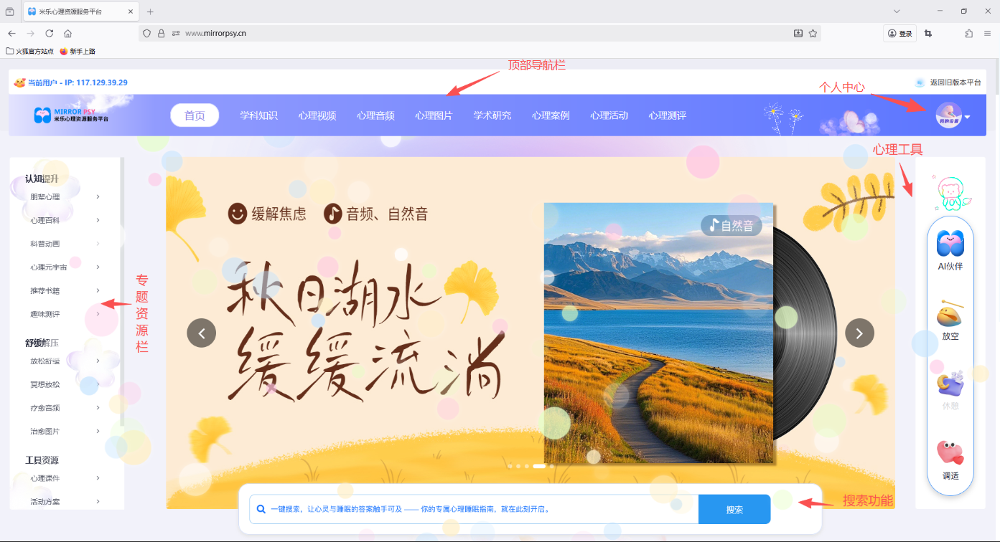 米乐心理资源服务平台
www.mirrorpsy.cn
登录
火狐官方站点 新手上路
顶部导航栏
当前用户 - IP: 117.129.39.29
个人中心
返回旧版本平台
MIRROR PSY
米乐心理资源服务平台
首页 学科知识 心理视频 心理音频 心理图片 学术研究 心理案例 心理活动 心理测评
我的设置
心理工具
认知提升
朋辈心理
心理百科
科普动画
心理元宇宙
推荐书籍
趣味测评
舒缓解压
放松舒缓
冥想放松
疗愈音频
治愈图片
工具资源
心理课件
活动方案
专题资源栏
缓解焦虑 音频、自然音
自然音
秋日湖水
缓缓流淌
AI伙伴
放空
休憩
调适
搜索功能
一键搜索，让心灵与睡眠的答案触手可及 —— 你的专属心理睡眠指南，就在此刻开启。
搜索